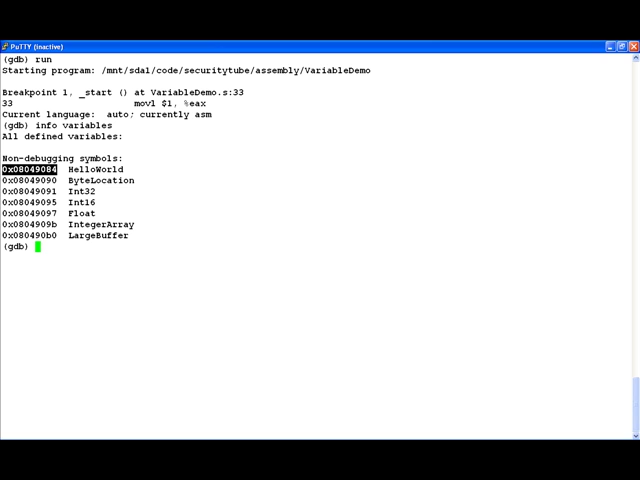 PuTTY (inactive)
(gdb) run
Starting program: /mnt/sda1/code/securitytube/assembly/VariableDemo
Breakpoint 1, _start () at VariableDemo.s:33
33 movl $1, %eax
Current language: auto; currently asm
(gdb) info variables
All defined variables:
Non-debugging symbols:
0x08049084 HelloWorld
0x08049090 ByteLocation
0x08049091 Int32
0x08049095 Int16
0x08049097 Float
0x0804909b IntegerArray
0x080490b0 LargeBuffer
(gdb)